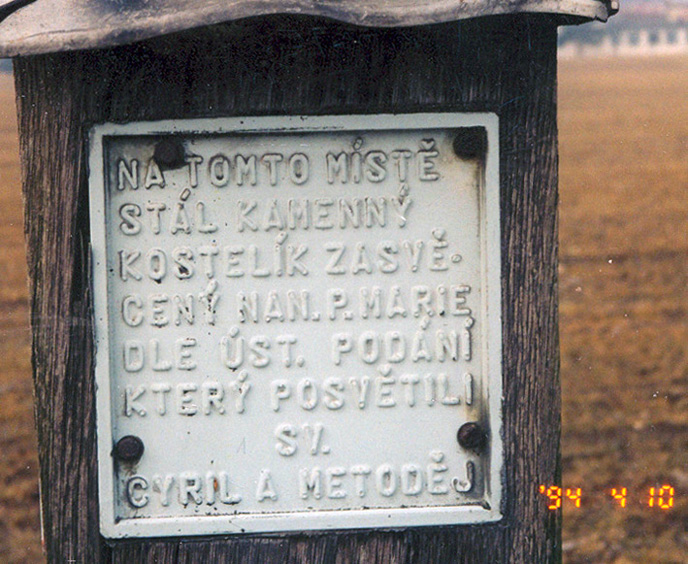 NA TOMTO MÍSTĚ
STÁL KAMENNÝ
KOSTELÍK ZASVĚ-
CENÝ NAN. P. MARIE
DLE ÚST. PODÁNÍ
KTERÝ POSVĚTILI
SV.
CYRIL A METODĚJ
'94 4 10